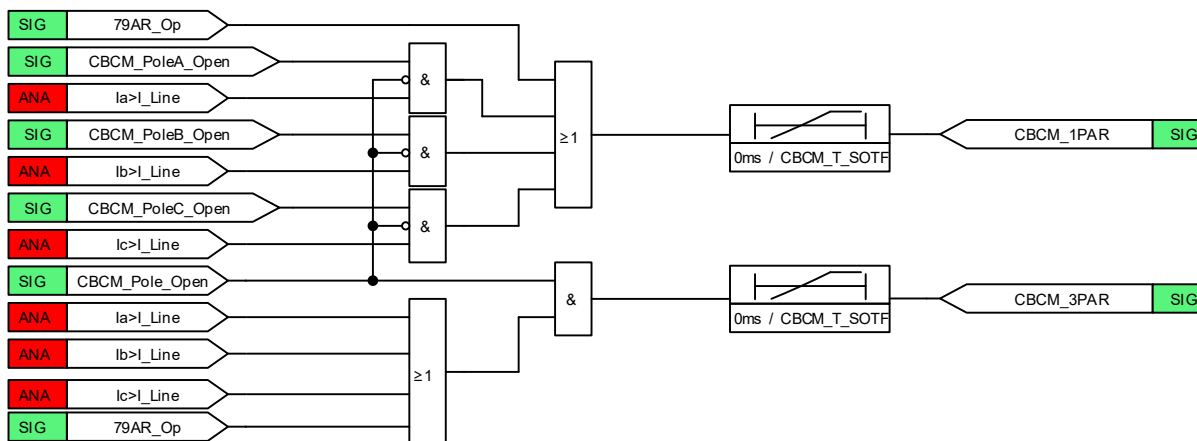 SIG 79AR_Op
SIG CBCM_PoleA_Open
&
ANA Ia>I_Line
SIG CBCM_PoleB_Open
&
≥1
0ms / CBCM_T_SOTF
CBCM_1PAR SIG
ANA Ib>I_Line
SIG CBCM_PoleC_Open
&
ANA Ic>I_Line
SIG CBCM_Pole_Open
&
0ms / CBCM_T_SOTF
CBCM_3PAR SIG
ANA Ia>I_Line
ANA Ib>I_Line
≥1
ANA Ic>I_Line
SIG 79AR_Op